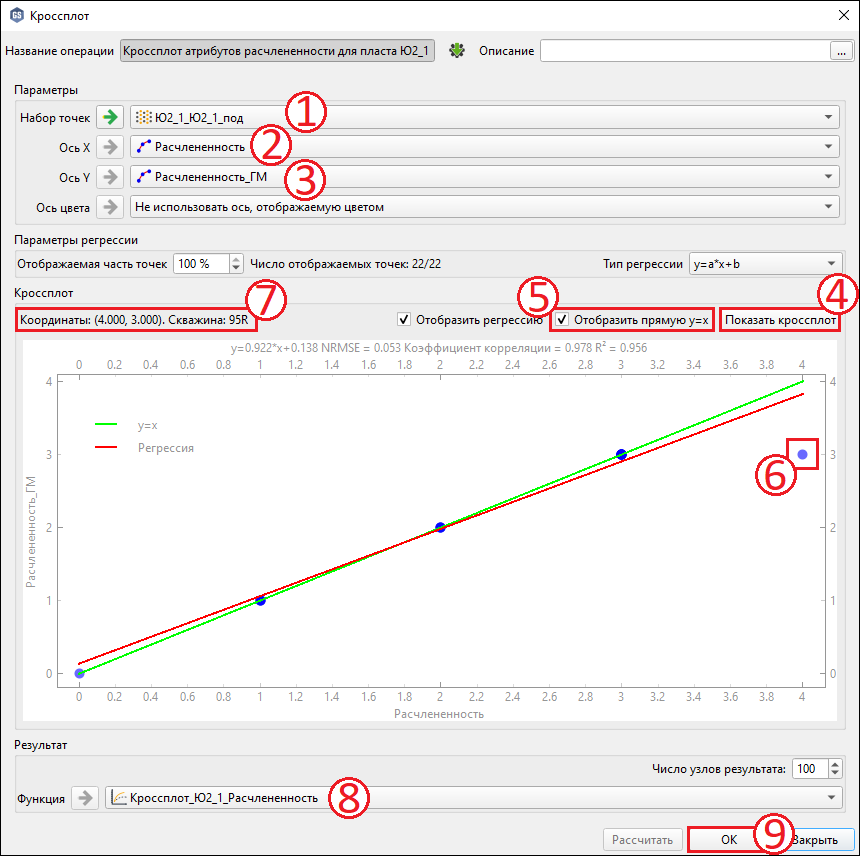 Кроссплот
Название операции Кроссплот атрибутов расчлененности для пласта Ю2_1 Описание ...
Параметры
Набор точек Ю2_1_Ю2_1_под 1
Ось X Расчлененность 2
Ось Y Расчлененность_ГМ 3
Ось цвета Не использовать ось, отображаемую цветом
Параметры регрессии
Отображаемая часть точек 100 % Число отображаемых точек: 22/22 Тип регрессии y=a*x+b
Кроссплот 7 5 4
Координаты: (4.000, 3.000). Скважина: 95R Отобразить регрессию Отобразить прямую y=x Показать кроссплот
y=0.922*x+0.138 NRMSE = 0.053 Коэффициент корреляции = 0.978 R² = 0.956
0 0.2 0.4 0.6 0.8 1 1.2 1.4 1.6 1.8 2 2.2 2.4 2.6 2.8 3 3.2 3.4 3.6 3.8 4
4 4
y=x
Регрессия
3 3
6
Расчлененность_ГМ
2 2
1 1
0 0
0 0.2 0.4 0.6 0.8 1 1.2 1.4 1.6 1.8 2 2.2 2.4 2.6 2.8 3 3.2 3.4 3.6 3.8 4
Расчлененность
Результат
Число узлов результата: 100
Функция Кроссплот_Ю2_1_Расчлененность 8
Рассчитать OK 9 Закрыть